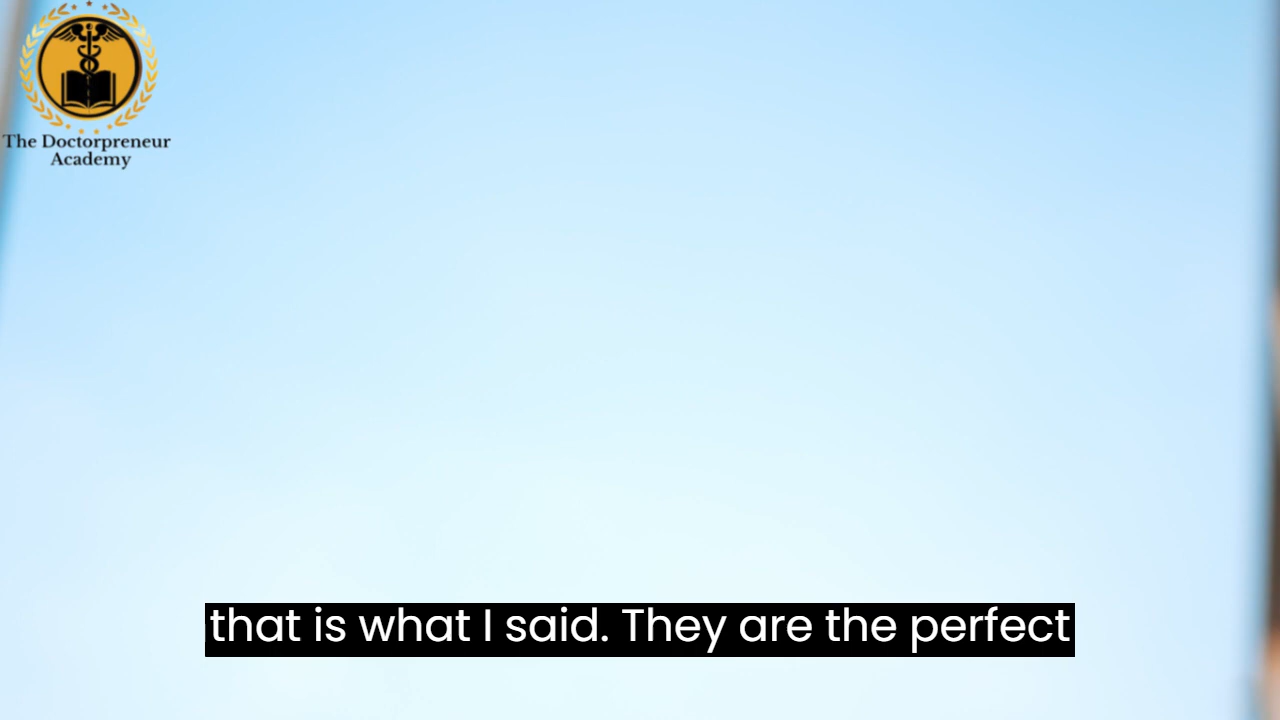 The Doctorpreneur
Academy
that is what I said. They are the perfect